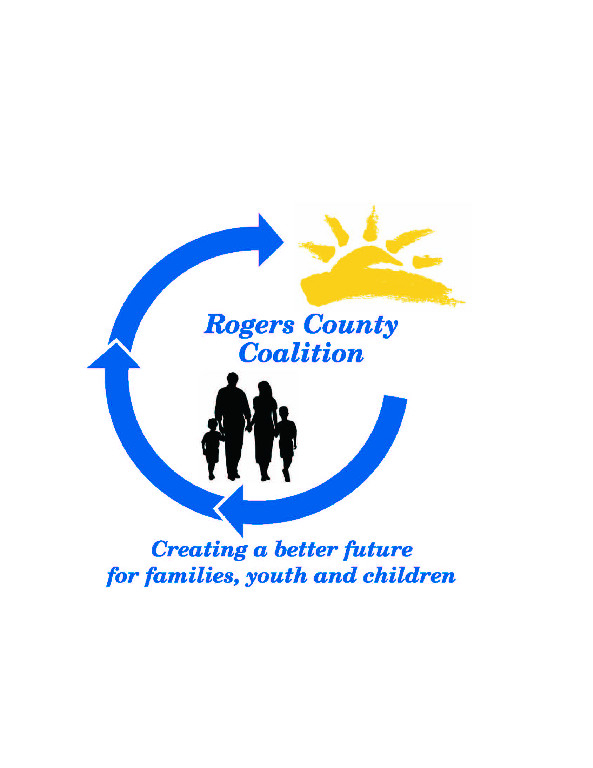 Rogers County
Coalition
Creating a better future
for families, youth and children